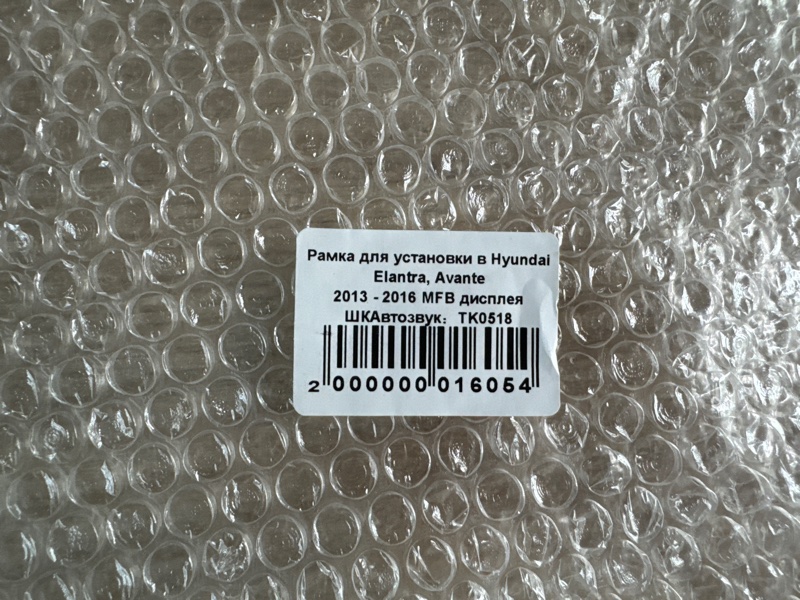 Рамка для установки в Hyundai
Elantra, Avante
2013 - 2016 MFB дисплея
ШКАвтозвук: TK0518
2 000000 016054